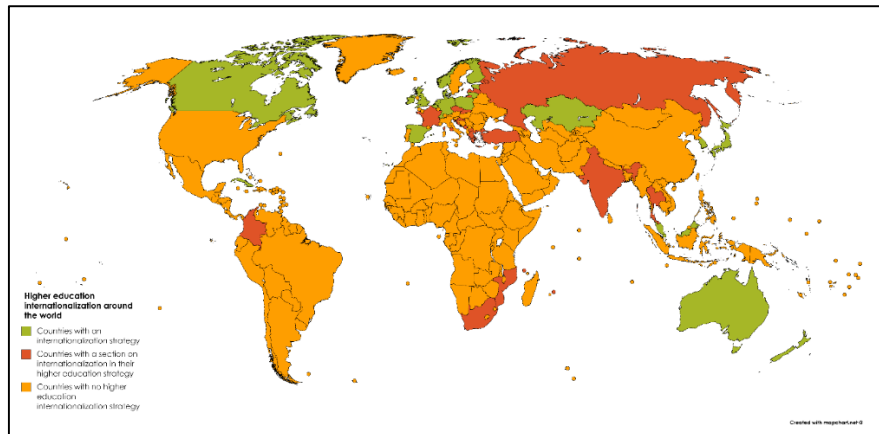 Higher education
internationalization around
the world
Countries with an
internationalization strategy
Countries with a section on
internationalization in their
higher education strategy
Countries with no higher
education
internationalization strategy
Created with mapchart.net ©